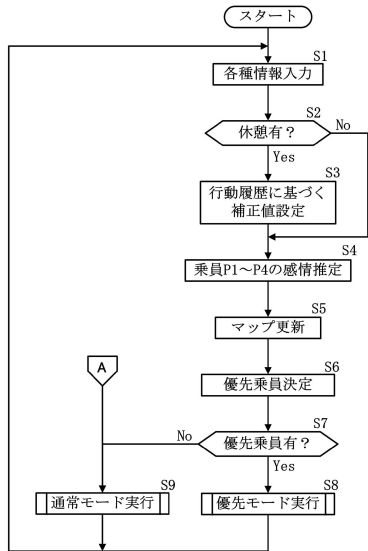 スタート
S1
各種情報入力
S2
休憩有？
No
Yes
S3
行動履歴に基づく
補正値設定
S4
乗員P1～P4の感情推定
S5
マップ更新
S6
優先乗員決定
A
S7
優先乗員有？
No
Yes
S9
通常モード実行
S8
優先モード実行